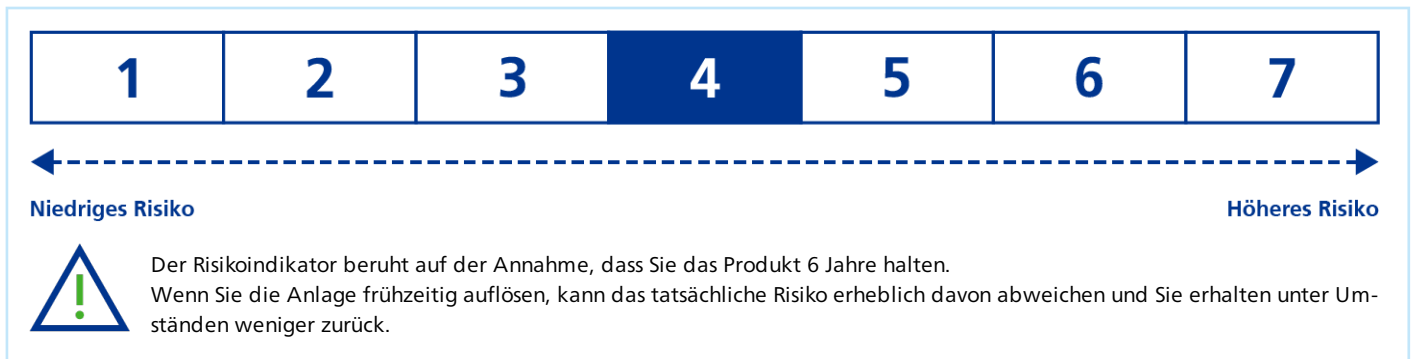 1 2 3 4 5 6 7
Niedriges Risiko Höheres Risiko
Der Risikoindikator beruht auf der Annahme, dass Sie das Produkt 6 Jahre halten.
Wenn Sie die Anlage frühzeitig auflösen, kann das tatsächliche Risiko erheblich davon abweichen und Sie erhalten unter Um-
ständen weniger zurück.